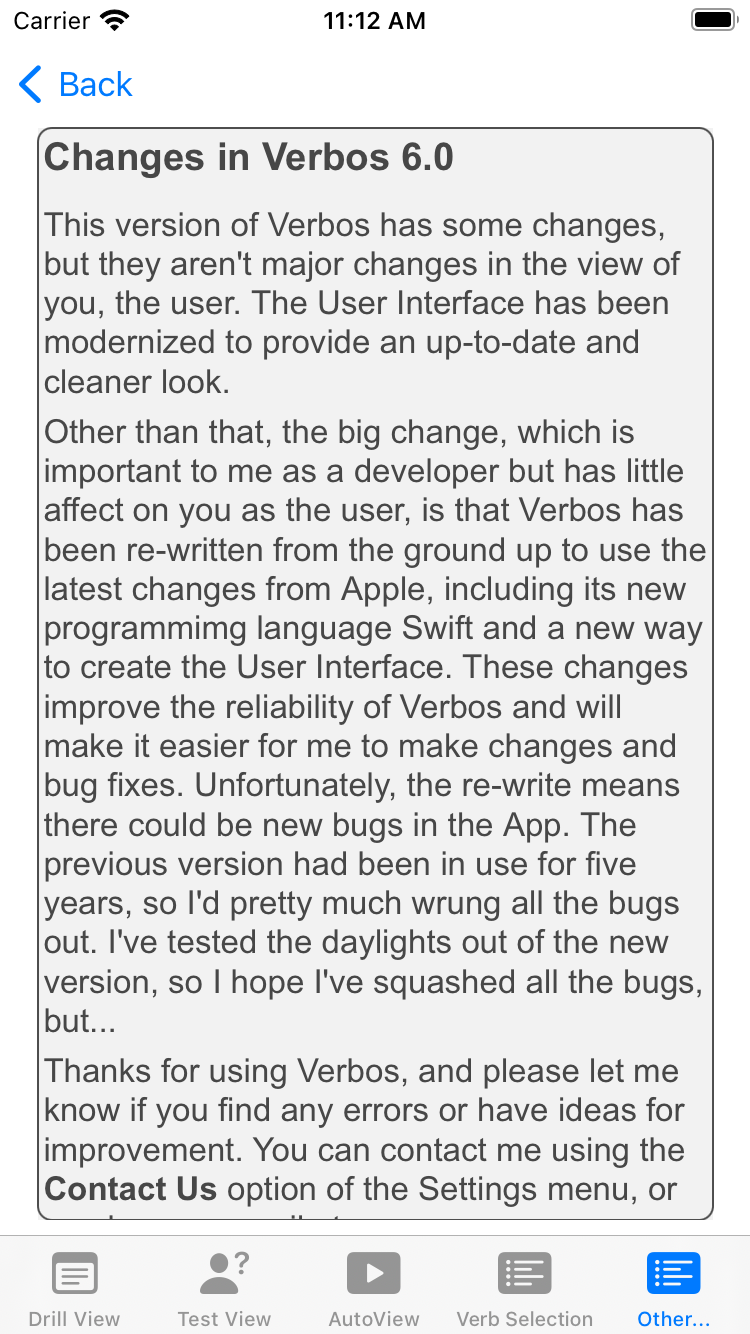 Carrier 11:12 AM
Back
Changes in Verbos 6.0
This version of Verbos has some changes,
but they aren't major changes in the view of
you, the user. The User Interface has been
modernized to provide an up-to-date and
cleaner look.
Other than that, the big change, which is
important to me as a developer but has little
affect on you as the user, is that Verbos has
been re-written from the ground up to use the
latest changes from Apple, including its new
programmimg language Swift and a new way
to create the User Interface. These changes
improve the reliability of Verbos and will
make it easier for me to make changes and
bug fixes. Unfortunately, the re-write means
there could be new bugs in the App. The
previous version had been in use for five
years, so I'd pretty much wrung all the bugs
out. I've tested the daylights out of the new
version, so I hope I've squashed all the bugs,
but...
Thanks for using Verbos, and please let me
know if you find any errors or have ideas for
improvement. You can contact me using the
Contact Us option of the Settings menu, or
Drill View Test View AutoView Verb Selection Other...